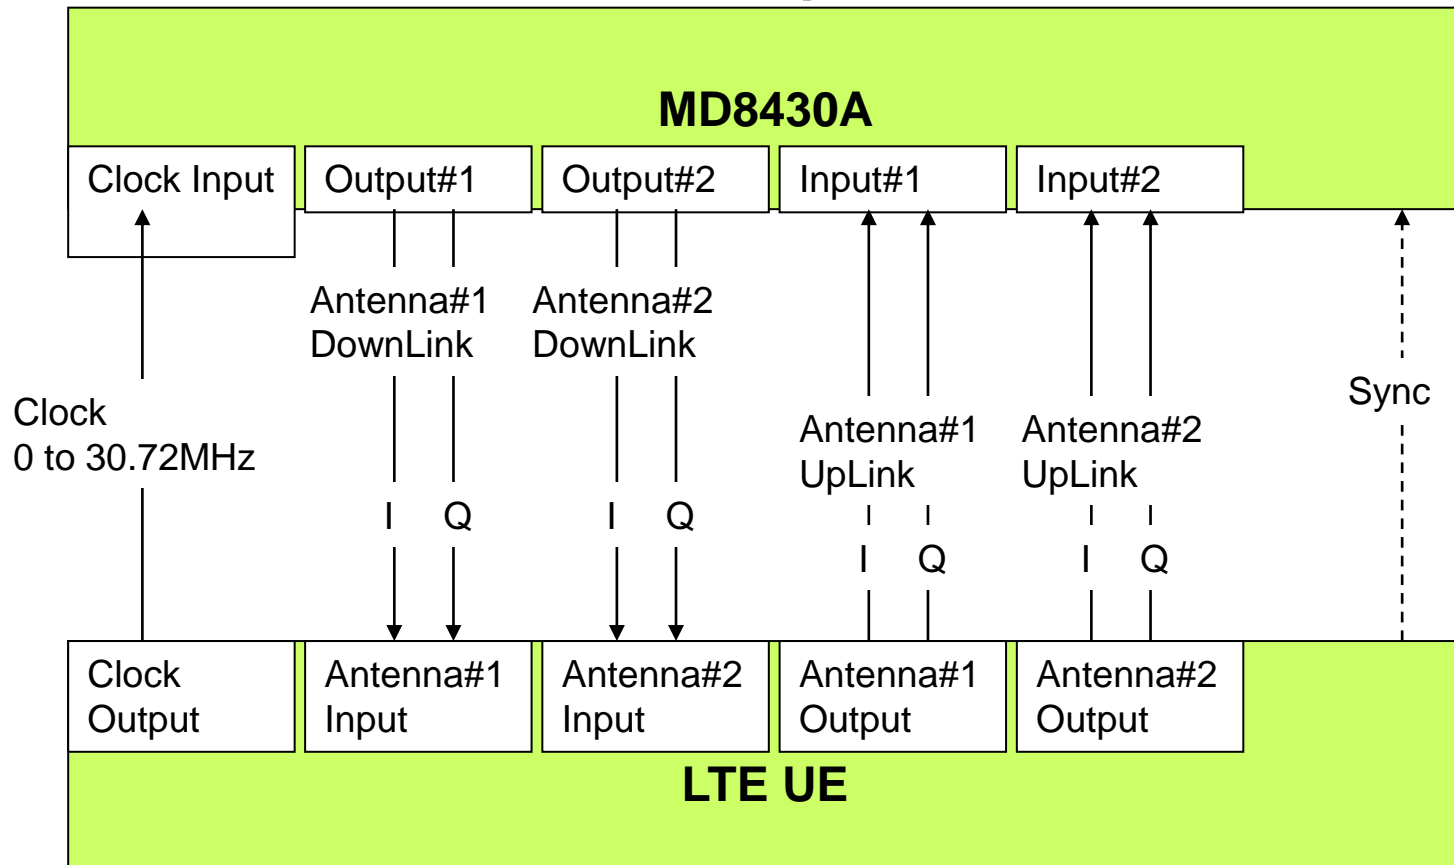 MD8430A
Clock Input
Output#1
Output#2
Input#1
Input#2
Antenna#1
DownLink
Antenna#2
DownLink
Clock
0 to 30.72MHz
Antenna#1
UpLink
Antenna#2
UpLink
Sync
I Q
I Q
I Q
I Q
Clock
Output
Antenna#1
Input
Antenna#2
Input
Antenna#1
Output
Antenna#2
Output
LTE UE